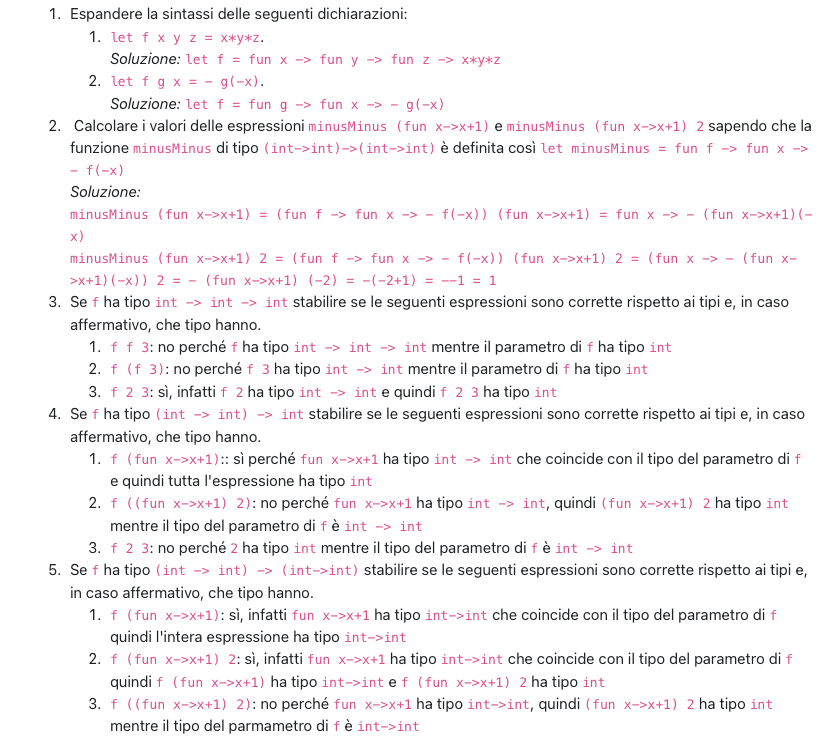 1. Espandere la sintassi delle seguenti dichiarazioni:
1. let f x y z = x*y*z.
Soluzione: let f = fun x -> fun y -> fun z -> x*y*z
2. let f g x = - g(-x).
Soluzione: let f = fun g -> fun x -> - g(-x)
2. Calcolare i valori delle espressioni minusMinus (fun x->x+1) e minusMinus (fun x->x+1) 2 sapendo che la
funzione minusMinus di tipo (int->int)->(int->int) è definita così let minusMinus = fun f -> fun x ->
- f(-x)
Soluzione:
minusMinus (fun x->x+1) = (fun f -> fun x -> - f(-x)) (fun x->x+1) = fun x -> - (fun x->x+1)(-
x)
minusMinus (fun x->x+1) 2 = (fun f -> fun x -> - f(-x)) (fun x->x+1) 2 = (fun x -> - (fun x-
>x+1)(-x)) 2 = - (fun x->x+1) (-2) = -(-2+1) = --1 = 1
3. Se f ha tipo int -> int -> int stabilire se le seguenti espressioni sono corrette rispetto ai tipi e, in caso
affermativo, che tipo hanno.
1. f f 3: no perché f ha tipo int -> int -> int mentre il parametro di f ha tipo int
2. f (f 3): no perché f 3 ha tipo int -> int mentre il parametro di f ha tipo int
3. f 2 3: sì, infatti f 2 ha tipo int -> int e quindi f 2 3 ha tipo int
4. Se f ha tipo (int -> int) -> int stabilire se le seguenti espressioni sono corrette rispetto ai tipi e, in caso
affermativo, che tipo hanno.
1. f (fun x->x+1):: sì perché fun x->x+1 ha tipo int -> int che coincide con il tipo del parametro di f
e quindi tutta l'espressione ha tipo int
2. f ((fun x->x+1) 2): no perché fun x->x+1 ha tipo int -> int, quindi (fun x->x+1) 2 ha tipo int
mentre il tipo del parametro di f è int -> int
3. f 2 3: no perché 2 ha tipo int mentre il tipo del parametro di f è int -> int
5. Se f ha tipo (int -> int) -> (int->int) stabilire se le seguenti espressioni sono corrette rispetto ai tipi e,
in caso affermativo, che tipo hanno.
1. f (fun x->x+1): sì, infatti fun x->x+1 ha tipo int->int che coincide con il tipo del parametro di f
quindi l'intera espressione ha tipo int->int
2. f (fun x->x+1) 2: sì, infatti fun x->x+1 ha tipo int->int che coincide con il tipo del parametro di f
quindi f (fun x->x+1) ha tipo int->int e f (fun x->x+1) 2 ha tipo int
3. f ((fun x->x+1) 2): no perché fun x->x+1 ha tipo int->int, quindi (fun x->x+1) 2 ha tipo int
mentre il tipo del parmametro di f è int->int